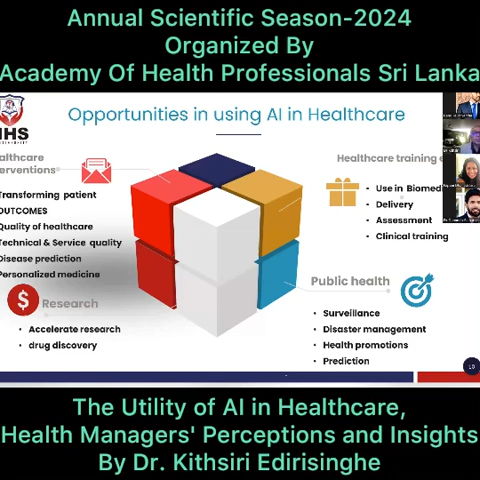 Annual Scientific Season-2024
Organized By
Academy Of Health Professionals Sri Lanka
Opportunities in using AI in Healthcare
althcare
erventions
Transforming patient
OUTCOMES
Quality of healthcare
Technical & Service quality
Disease prediction
Personalized medicine
Healthcare training
Use in Biomed
Delivery
Assessment
Clinical training
$
Research
• Accelerate research
• drug discovery
Public health
• Surveillance
• Disaster management
• Health promotions
• Prediction
10
The Utility of AI in Healthcare,
Health Managers' Perceptions and Insights
By Dr. Kithsiri Edirisinghe